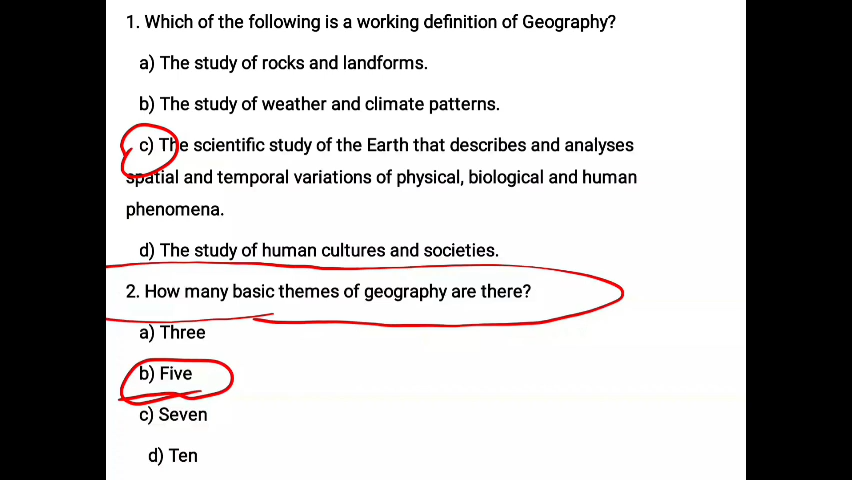 1. Which of the following is a working definition of Geography?
a) The study of rocks and landforms.
b) The study of weather and climate patterns.
c) The scientific study of the Earth that describes and analyses
spatial and temporal variations of physical, biological and human
phenomena.
d) The study of human cultures and societies.
2. How many basic themes of geography are there?
a) Three
b) Five
c) Seven
d) Ten